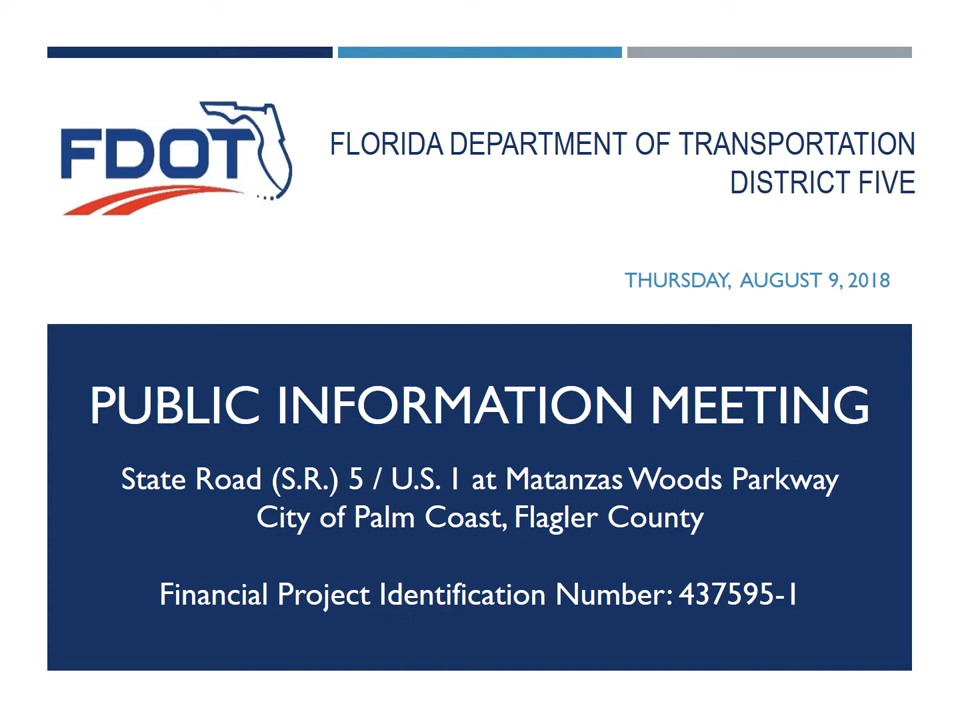 FDOT
FLORIDA DEPARTMENT OF TRANSPORTATION
DISTRICT FIVE
THURSDAY, AUGUST 9, 2018
PUBLIC INFORMATION MEETING
State Road (S.R.) 5 / U.S. 1 at Matanzas Woods Parkway
City of Palm Coast, Flagler County
Financial Project Identification Number: 437595-1